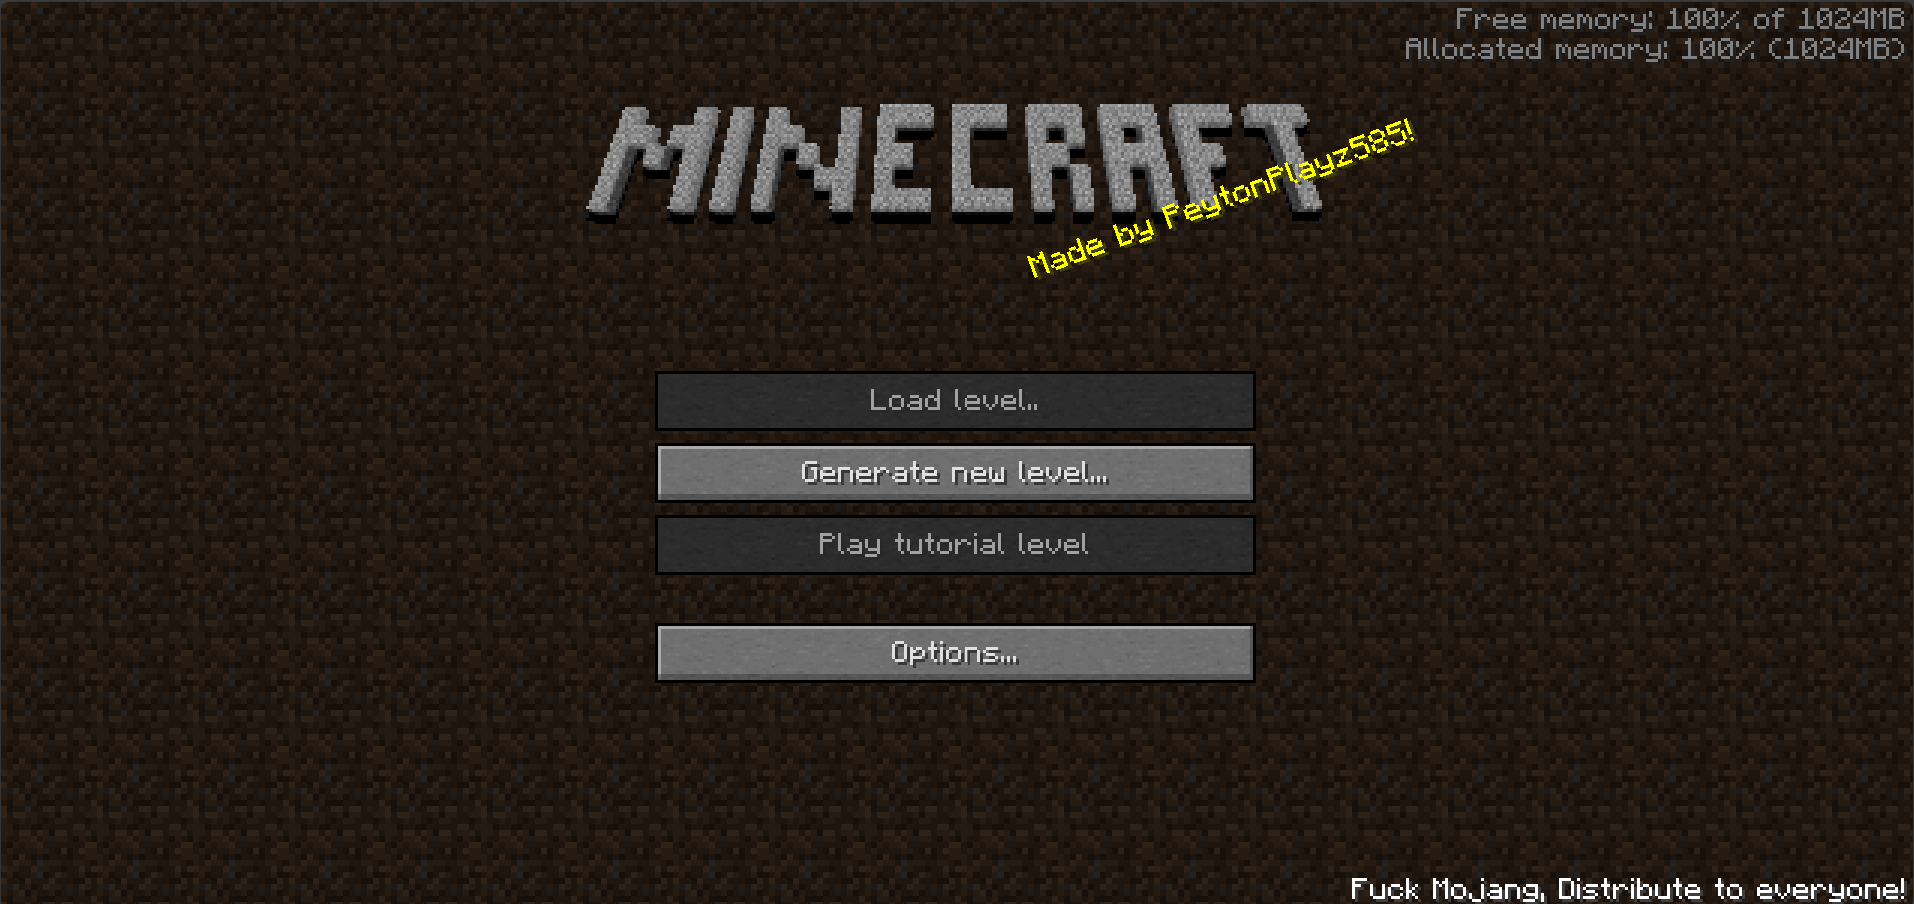 Free memory: 100% of 1024MB
Allocated memory: 100% (1024MB)
MINECRAFT
Made by PeytonPlayz585!
Load level..
Generate new level...
Play tutorial level
Options...
Fuck Mojang, Distribute to everyone!